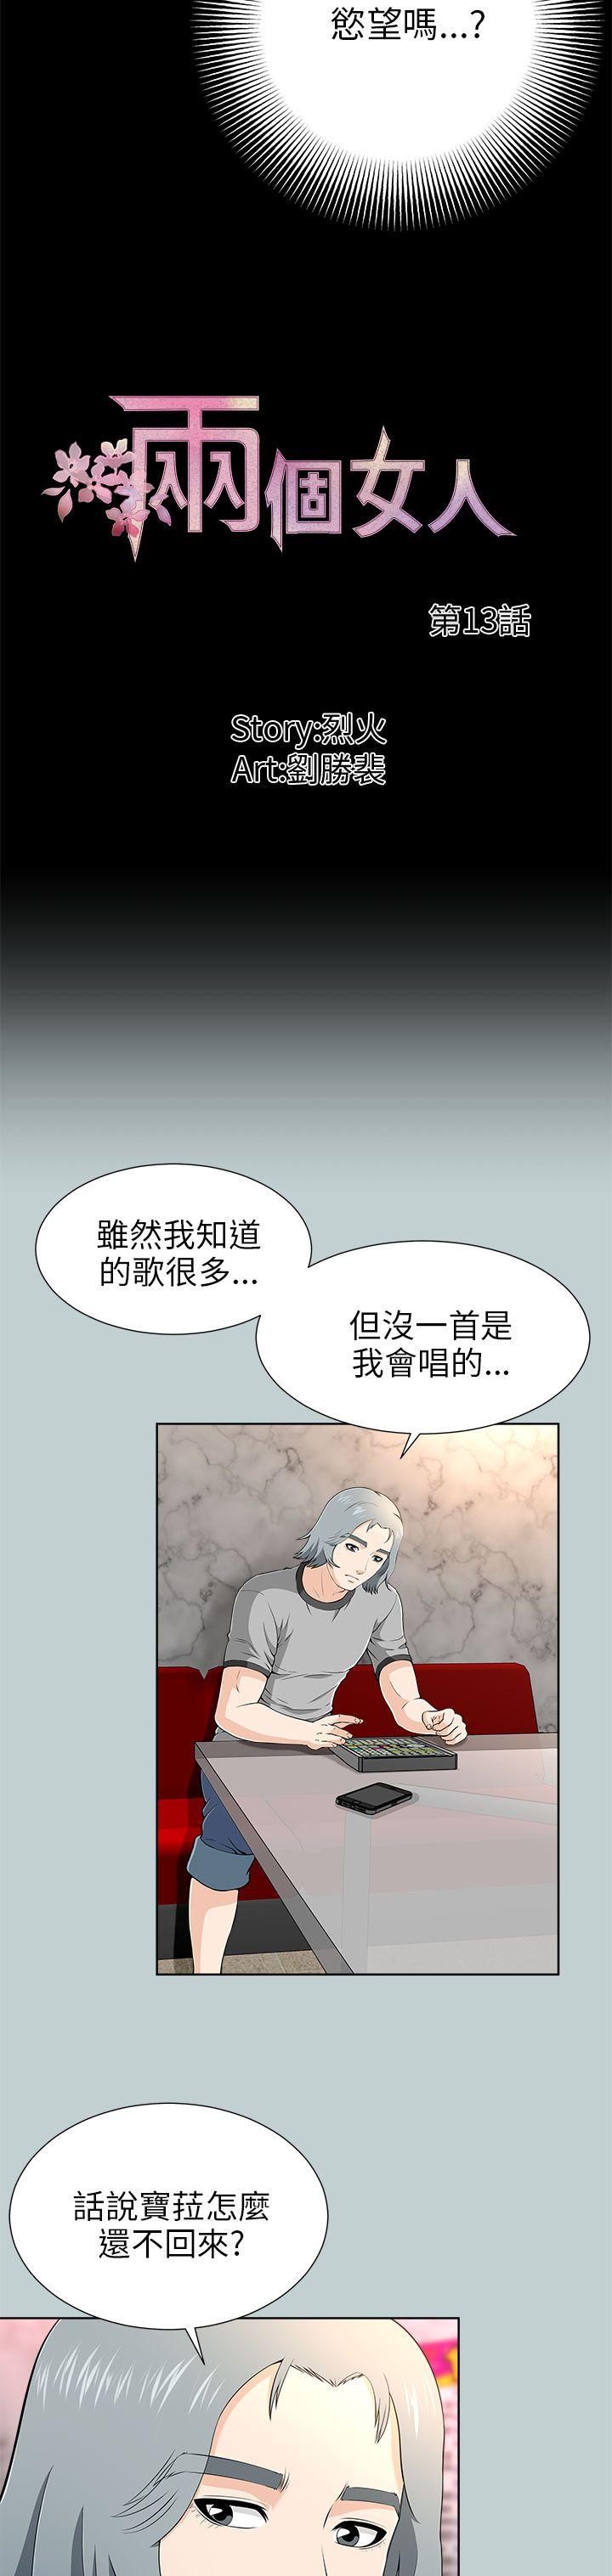 慾望嗎...?
兩個女人
第13話
Story:烈火
Art:劉勝裴
雖然我知道
的歌很多...
但沒一首是
我會唱的...
話說寶菈怎麼
還不回來?